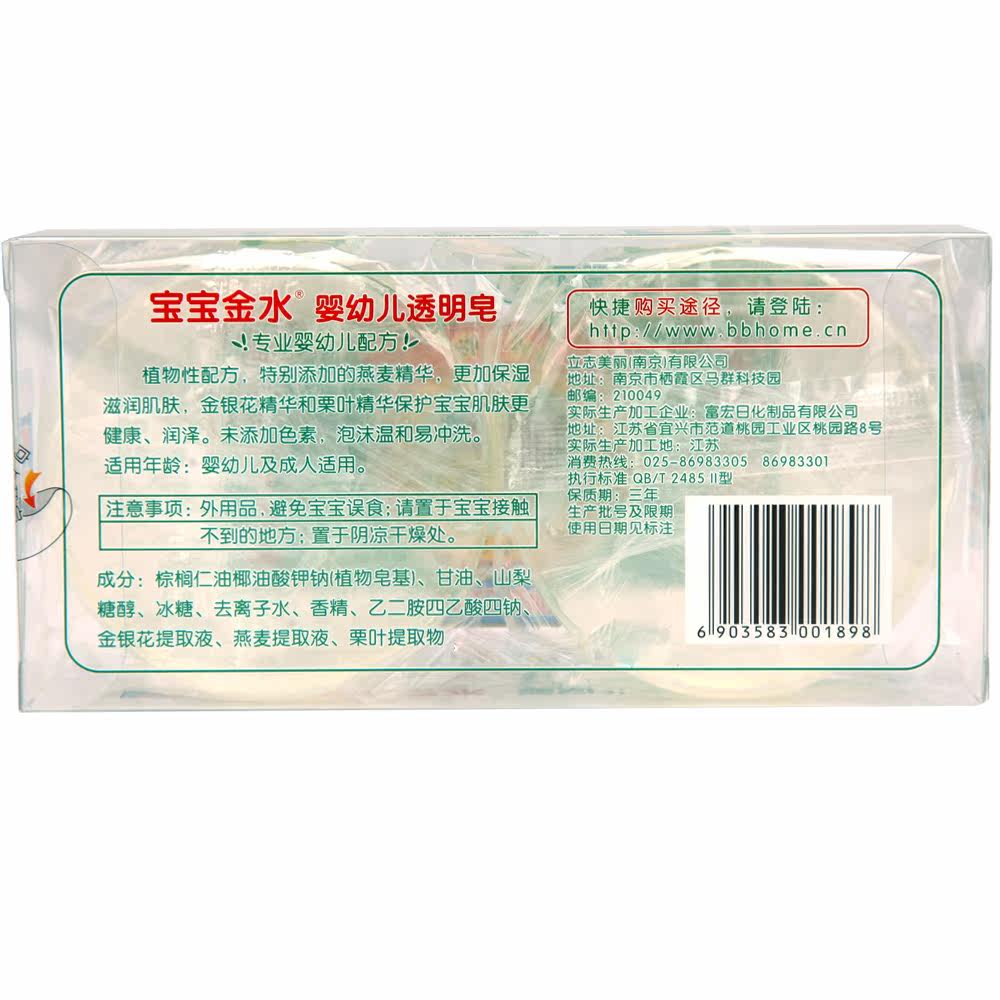 宝宝金水® 婴幼儿透明皂
专业婴幼儿配方
植物性配方，特别添加的燕麦精华，更加保湿
滋润肌肤，金银花精华和栗叶精华保护宝宝肌肤更
健康、润泽。未添加色素，泡沫温和易冲洗。
适用年龄：婴幼儿及成人适用。
注意事项：外用品，避免宝宝误食；请置于宝宝接触
不到的地方；置于阴凉干燥处。
成分：棕榈仁油椰油酸钾钠(植物皂基)、甘油、山梨
糖醇、冰糖、去离子水、香精、乙二胺四乙酸四钠、
金银花提取液、燕麦提取液、栗叶提取物
快捷购买途径，请登陆：
http://www.bbhome.cn
立志美丽(南京)有限公司
地址：南京市栖霞区马群科技园
邮编：210049
实际生产加工企业：富宏日化制品有限公司
地址：江苏省宜兴市范道桃园工业区桃园路8号
实际生产加工地：江苏
消费热线：025-86983305 86983301
执行标准 QB/T 2485 II型
保质期：三年
生产批号及限期
使用日期见标注
6 903583 001898